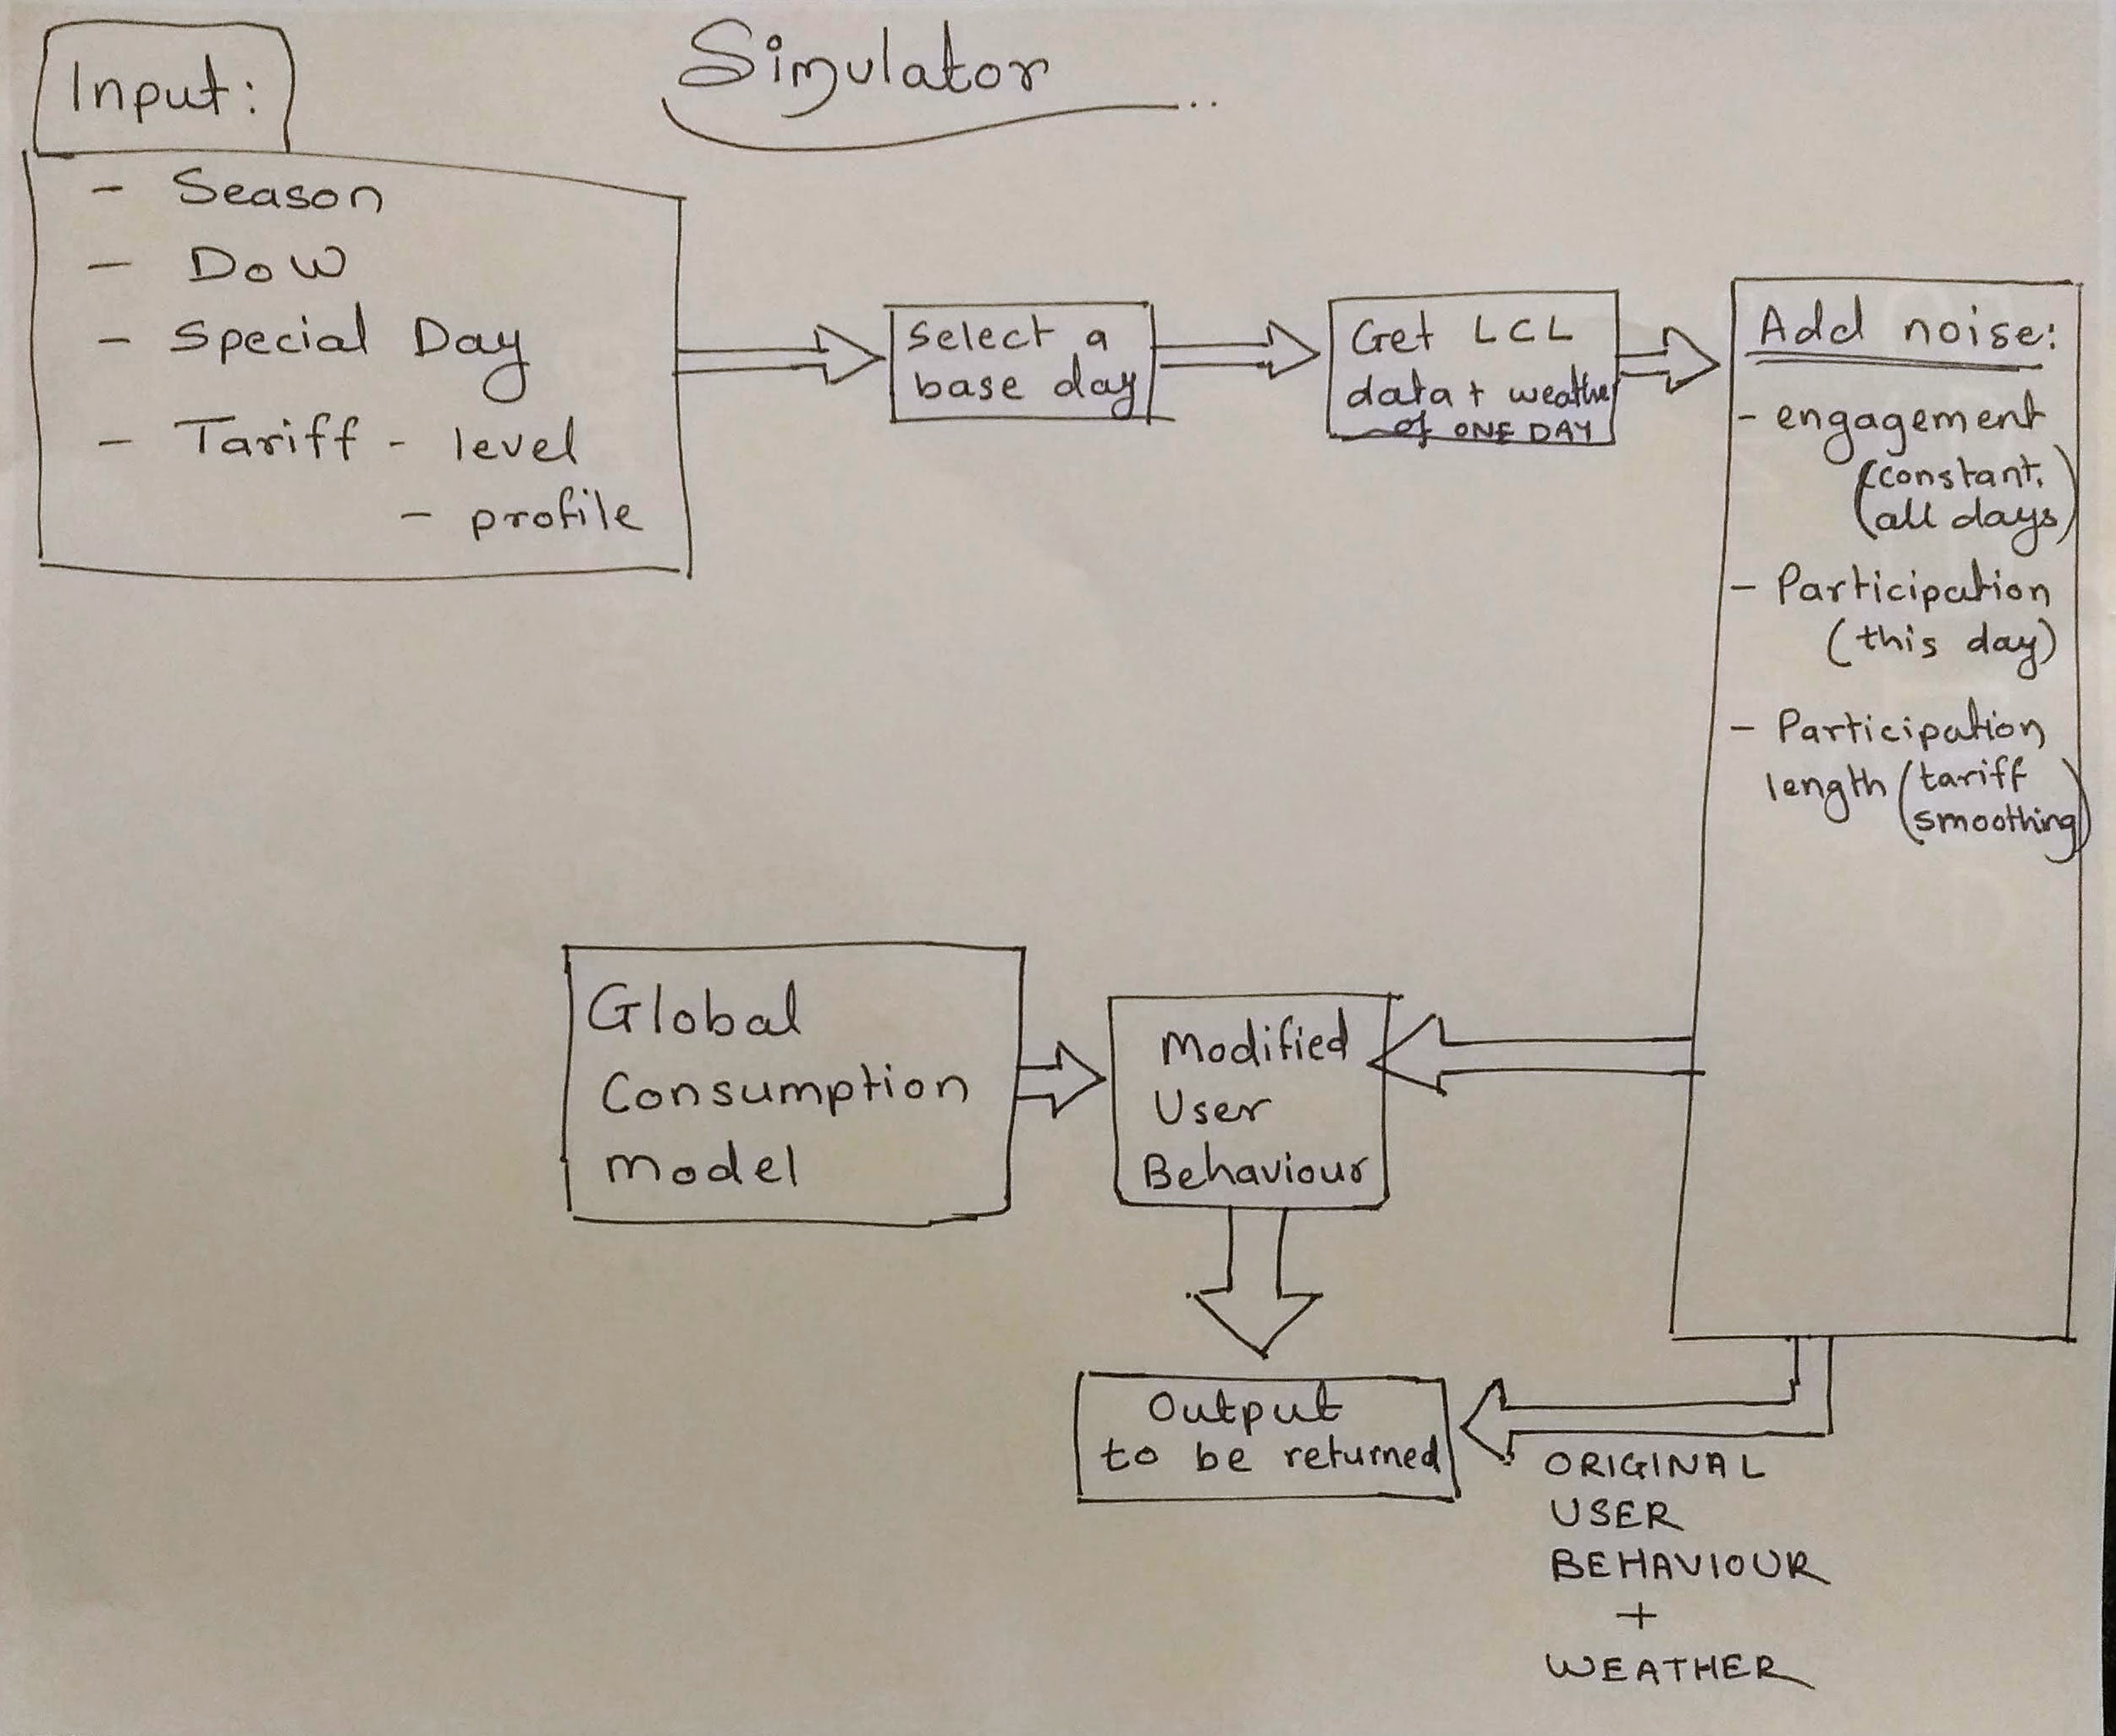 Simulator
Input:
- Season
- DoW
- Special Day
- Tariff - level
- profile
Select a
base day
Get LCL
data + weather
of ONE DAY
Add noise:
- engagement
(constant,
all days)
- Participation
(this day)
- Participation
length (tariff
smoothing)
Global
Consumption
Model
Modified
User
Behaviour
Output
to be returned
ORIGINAL
USER
BEHAVIOUR
+
WEATHER